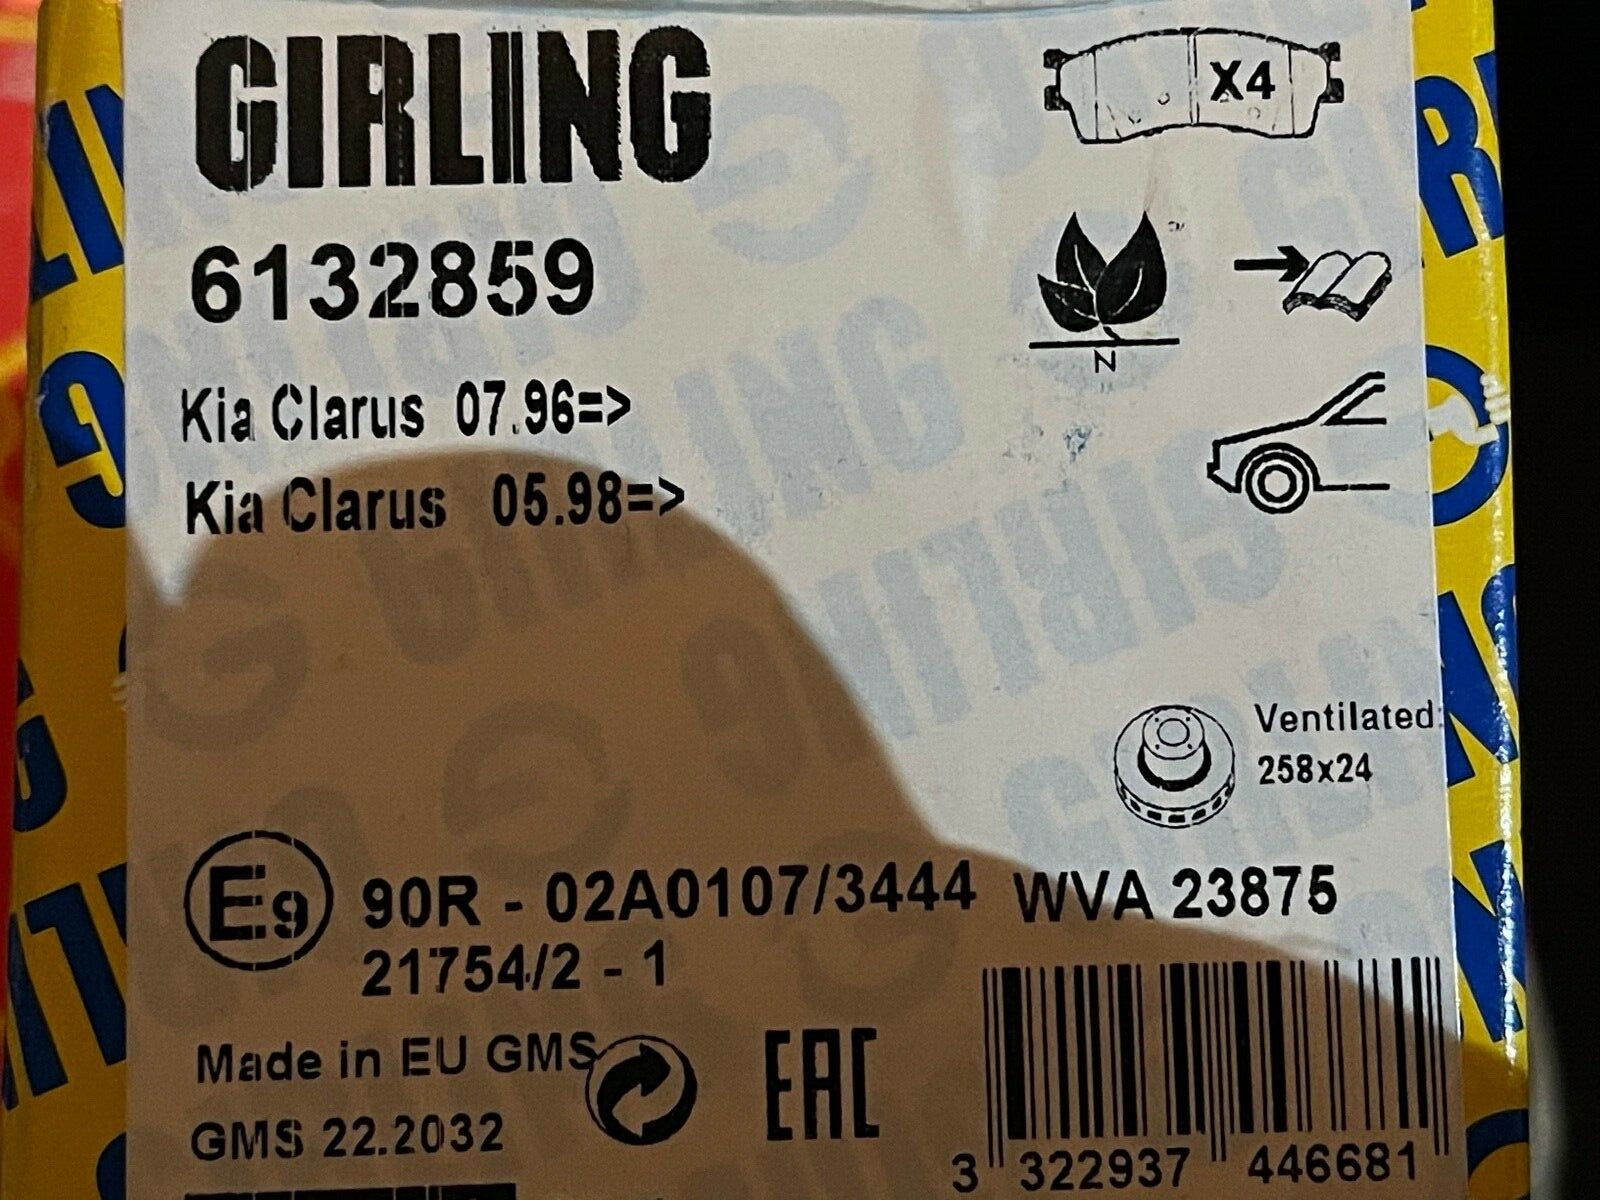 GIRLING
X4
6132859
N
Kia Clarus 07.96=>
Kia Clarus 05.98=>
Ventilated:
258x24
E9 90R - 02A0107/3444 WVA 23875
21754/2 - 1
Made in EU GMS
EAC
GMS 22.2032
3 322937 446681